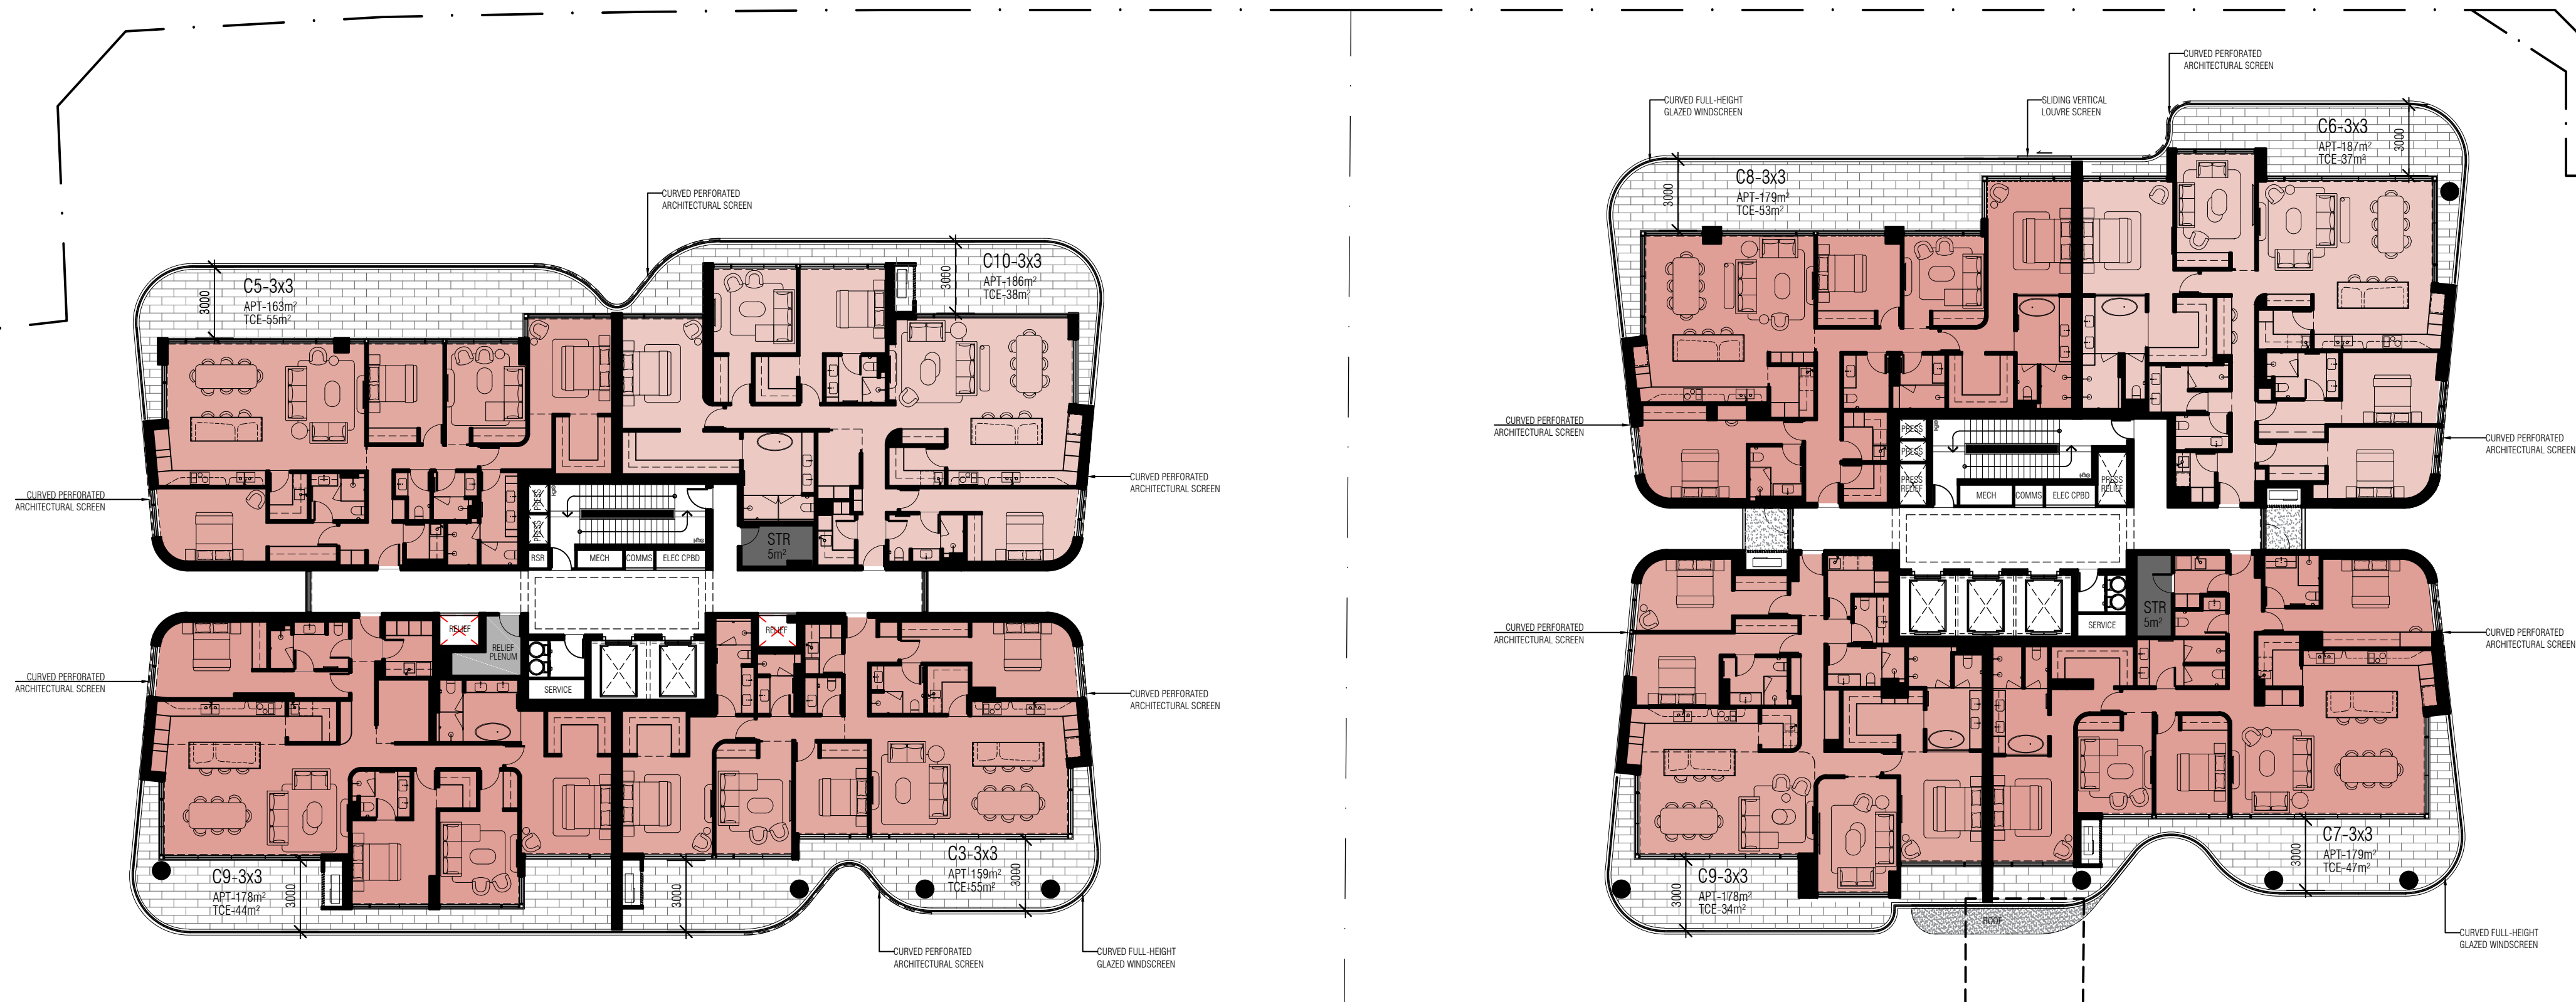 CURVED PERFORATED
ARCHITECTURAL SCREEN
C5-3x3
APT-163m²
TCE-55m²
3000
C10-3x3
APT-186m²
TCE-38m²
3000
CURVED PERFORATED
ARCHITECTURAL SCREEN
CURVED PERFORATED
ARCHITECTURAL SCREEN
PRESS
PRESS
RSR
MECH
COMMS
ELEC CPBD
STR
5m²
RELIEF
RELIEF
PLENUM
RELIEF
SERVICE
CURVED PERFORATED
ARCHITECTURAL SCREEN
CURVED PERFORATED
ARCHITECTURAL SCREEN
C9-3x3
APT-178m²
TCE-44m²
3000
3000
C3-3x3
APT-159m²
TCE-55m²
3000
CURVED PERFORATED
ARCHITECTURAL SCREEN
CURVED FULL-HEIGHT
GLAZED WINDSCREEN
CURVED PERFORATED
ARCHITECTURAL SCREEN
CURVED FULL-HEIGHT
GLAZED WINDSCREEN
SLIDING VERTICAL
LOUVRE SCREEN
C8-3x3
APT-179m²
TCE-53m²
3000
C6-3x3
APT-187m²
TCE-37m²
3000
CURVED PERFORATED
ARCHITECTURAL SCREEN
CURVED PERFORATED
ARCHITECTURAL SCREEN
PRESS
PRESS
PRESS
RELIEF
MECH
COMMS
ELEC CPBD
PRESS
RELIEF
STR
5m²
SERVICE
CURVED PERFORATED
ARCHITECTURAL SCREEN
CURVED PERFORATED
ARCHITECTURAL SCREEN
C9-3x3
APT-178m²
TCE-34m²
3000
C7-3x3
APT-179m²
TCE-47m²
3000
ROOF
CURVED FULL-HEIGHT
GLAZED WINDSCREEN